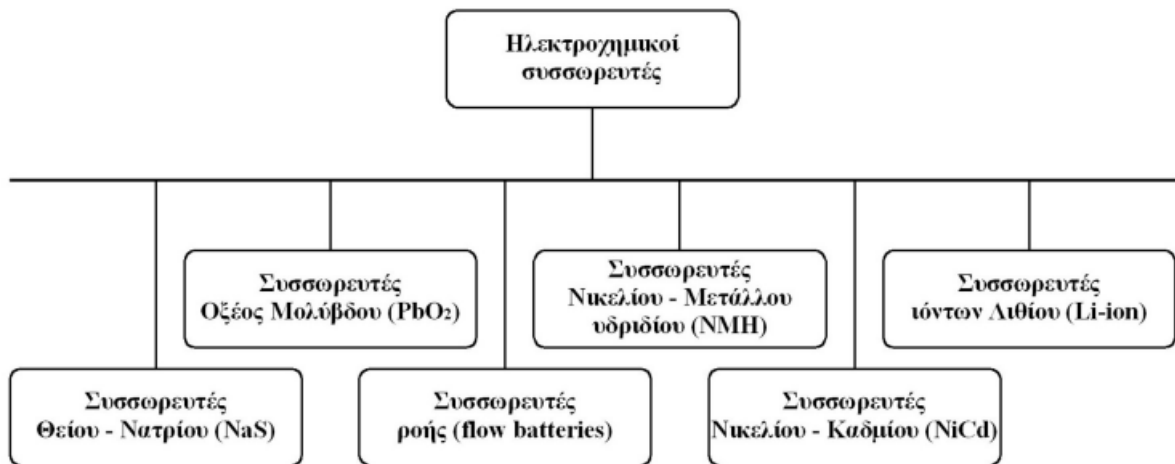 Ηλεκτροχημικοί
συσσωρευτές
Συσσωρευτές
Οξέος Μολύβδου (PbO₂)
Συσσωρευτές
Νικελίου - Μετάλλου
υδριδίου (NMH)
Συσσωρευτές
ιόντων Λιθίου (Li-ion)
Συσσωρευτές
Θείου - Νατρίου (NaS)
Συσσωρευτές
ροής (flow batteries)
Συσσωρευτές
Νικελίου - Καδμίου (NiCd)